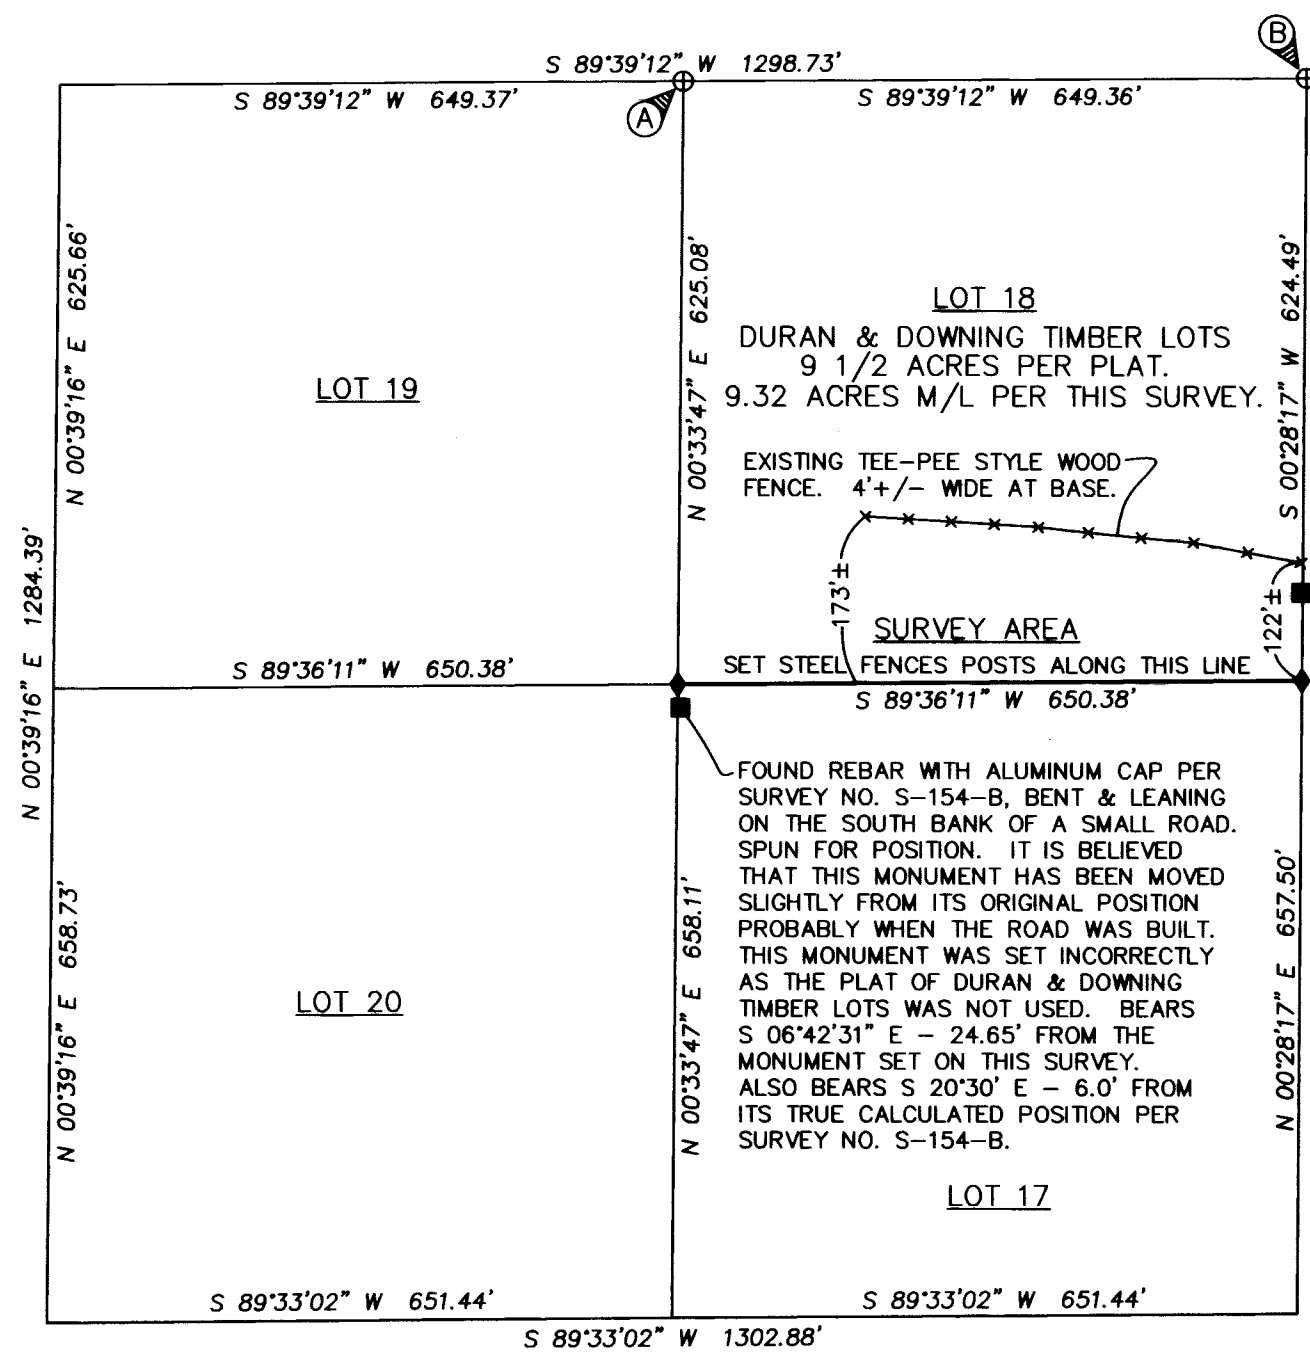 B
S 89°39'12" W 1298.73'
S 89°39'12" W 649.37'
S 89°39'12" W 649.36'
A
N 00°39'16" E 625.66'
N 00°33'47" E 625.08'
S 00°28'17" W 624.49'
LOT 18
DURAN & DOWNING TIMBER LOTS
9 1/2 ACRES PER PLAT.
9.32 ACRES M/L PER THIS SURVEY.
LOT 19
EXISTING TEE-PEE STYLE WOOD
FENCE. 4'+/- WIDE AT BASE.
N 00°39'16" E 1284.39'
173'±
122'±
SURVEY AREA
SET STEEL FENCES POSTS ALONG THIS LINE
S 89°36'11" W 650.38'
S 89°36'11" W 650.38'
FOUND REBAR WITH ALUMINUM CAP PER
SURVEY NO. S-154-B, BENT & LEANING
ON THE SOUTH BANK OF A SMALL ROAD.
SPUN FOR POSITION. IT IS BELIEVED
THAT THIS MONUMENT HAS BEEN MOVED
SLIGHTLY FROM ITS ORIGINAL POSITION
PROBABLY WHEN THE ROAD WAS BUILT.
THIS MONUMENT WAS SET INCORRECTLY
AS THE PLAT OF DURAN & DOWNING
TIMBER LOTS WAS NOT USED. BEARS
S 06°42'31" E - 24.65' FROM THE
MONUMENT SET ON THIS SURVEY.
ALSO BEARS S 20°30' E - 6.0' FROM
ITS TRUE CALCULATED POSITION PER
SURVEY NO. S-154-B.
N 00°39'16" E 658.73'
N 00°33'47" E 658.11'
N 00°28'17" E 657.50'
LOT 20
LOT 17
S 89°33'02" W 651.44'
S 89°33'02" W 651.44'
S 89°33'02" W 1302.88'